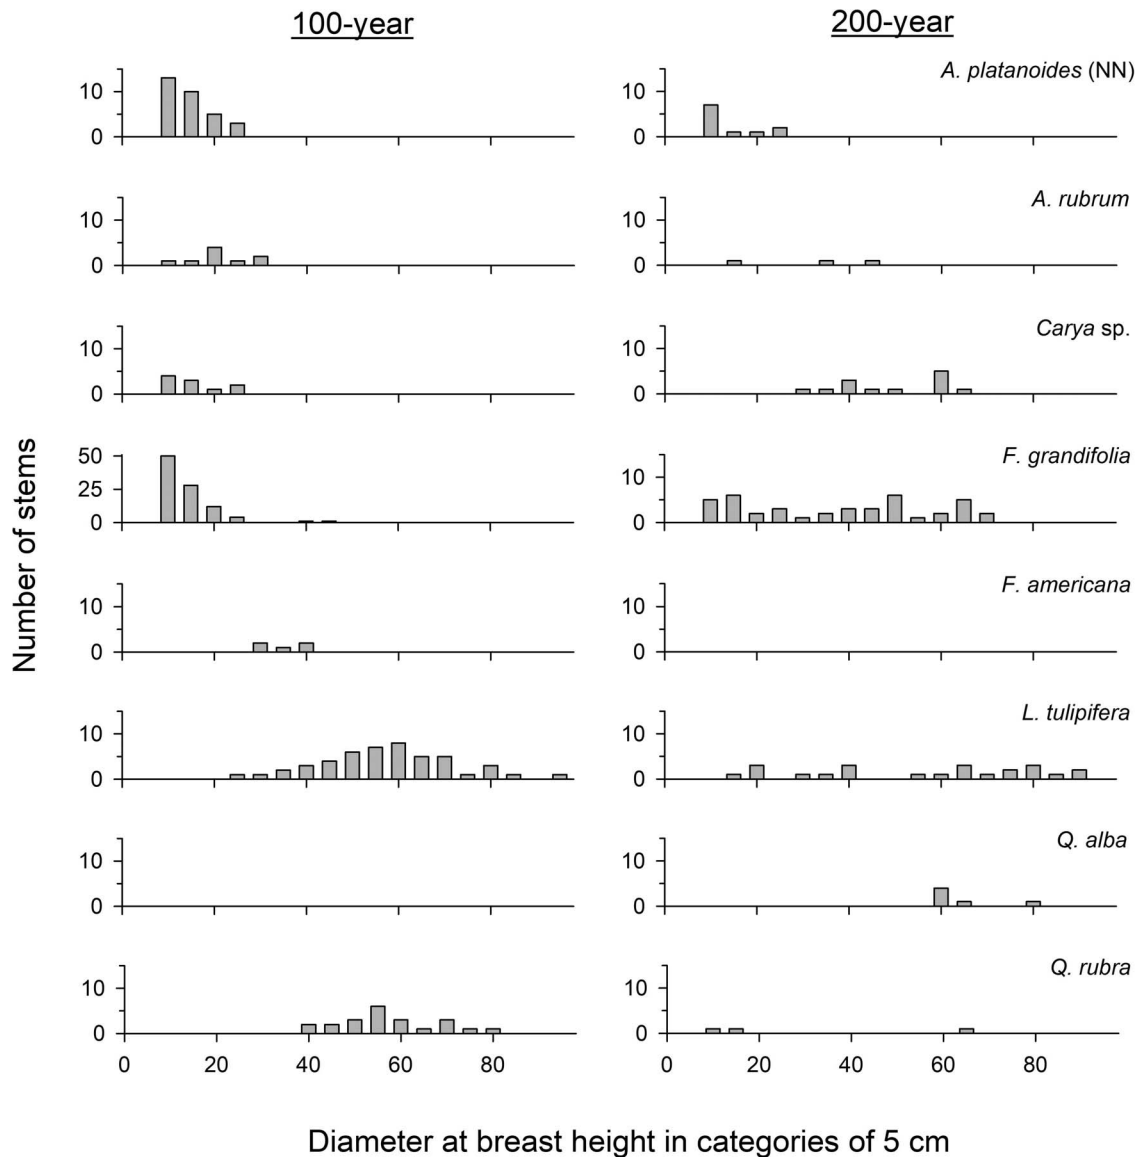 100-year 200-year
A. platanoides (NN)
10 10
0 0
A. rubrum
10 10
0 0
Carya sp.
10 10
0 0
F. grandifolia
50
25 10
0 0
F. americana
10 10
0 0
L. tulipifera
10 10
0 0
Q. alba
10 10
0 0
Q. rubra
10 10
0 0
0 20 40 60 80 0 20 40 60 80
Number of stems
Diameter at breast height in categories of 5 cm